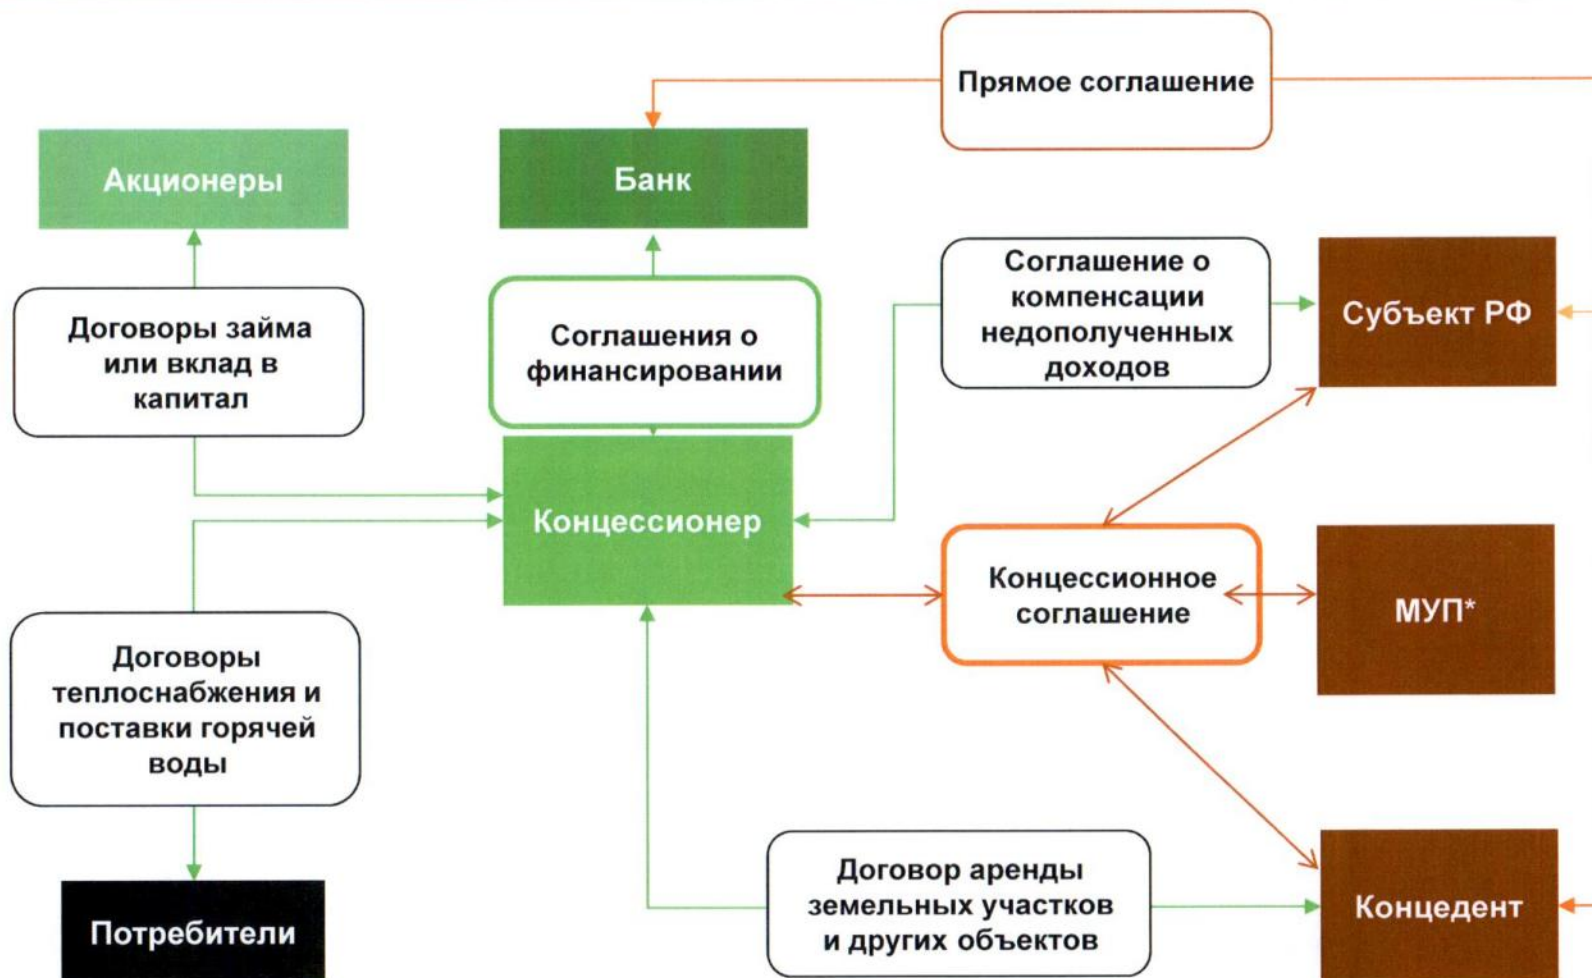 Прямое соглашение
Акционеры
Банк
Договоры займа
или вклад в
капитал
Соглашения о
финансировании
Соглашение о
компенсации
недополученных
доходов
Субъект РФ
Концессионер
Концессионное
соглашение
МУП*
Договоры
теплоснабжения и
поставки горячей
воды
Договор аренды
земельных участков
и других объектов
Концедент
Потребители